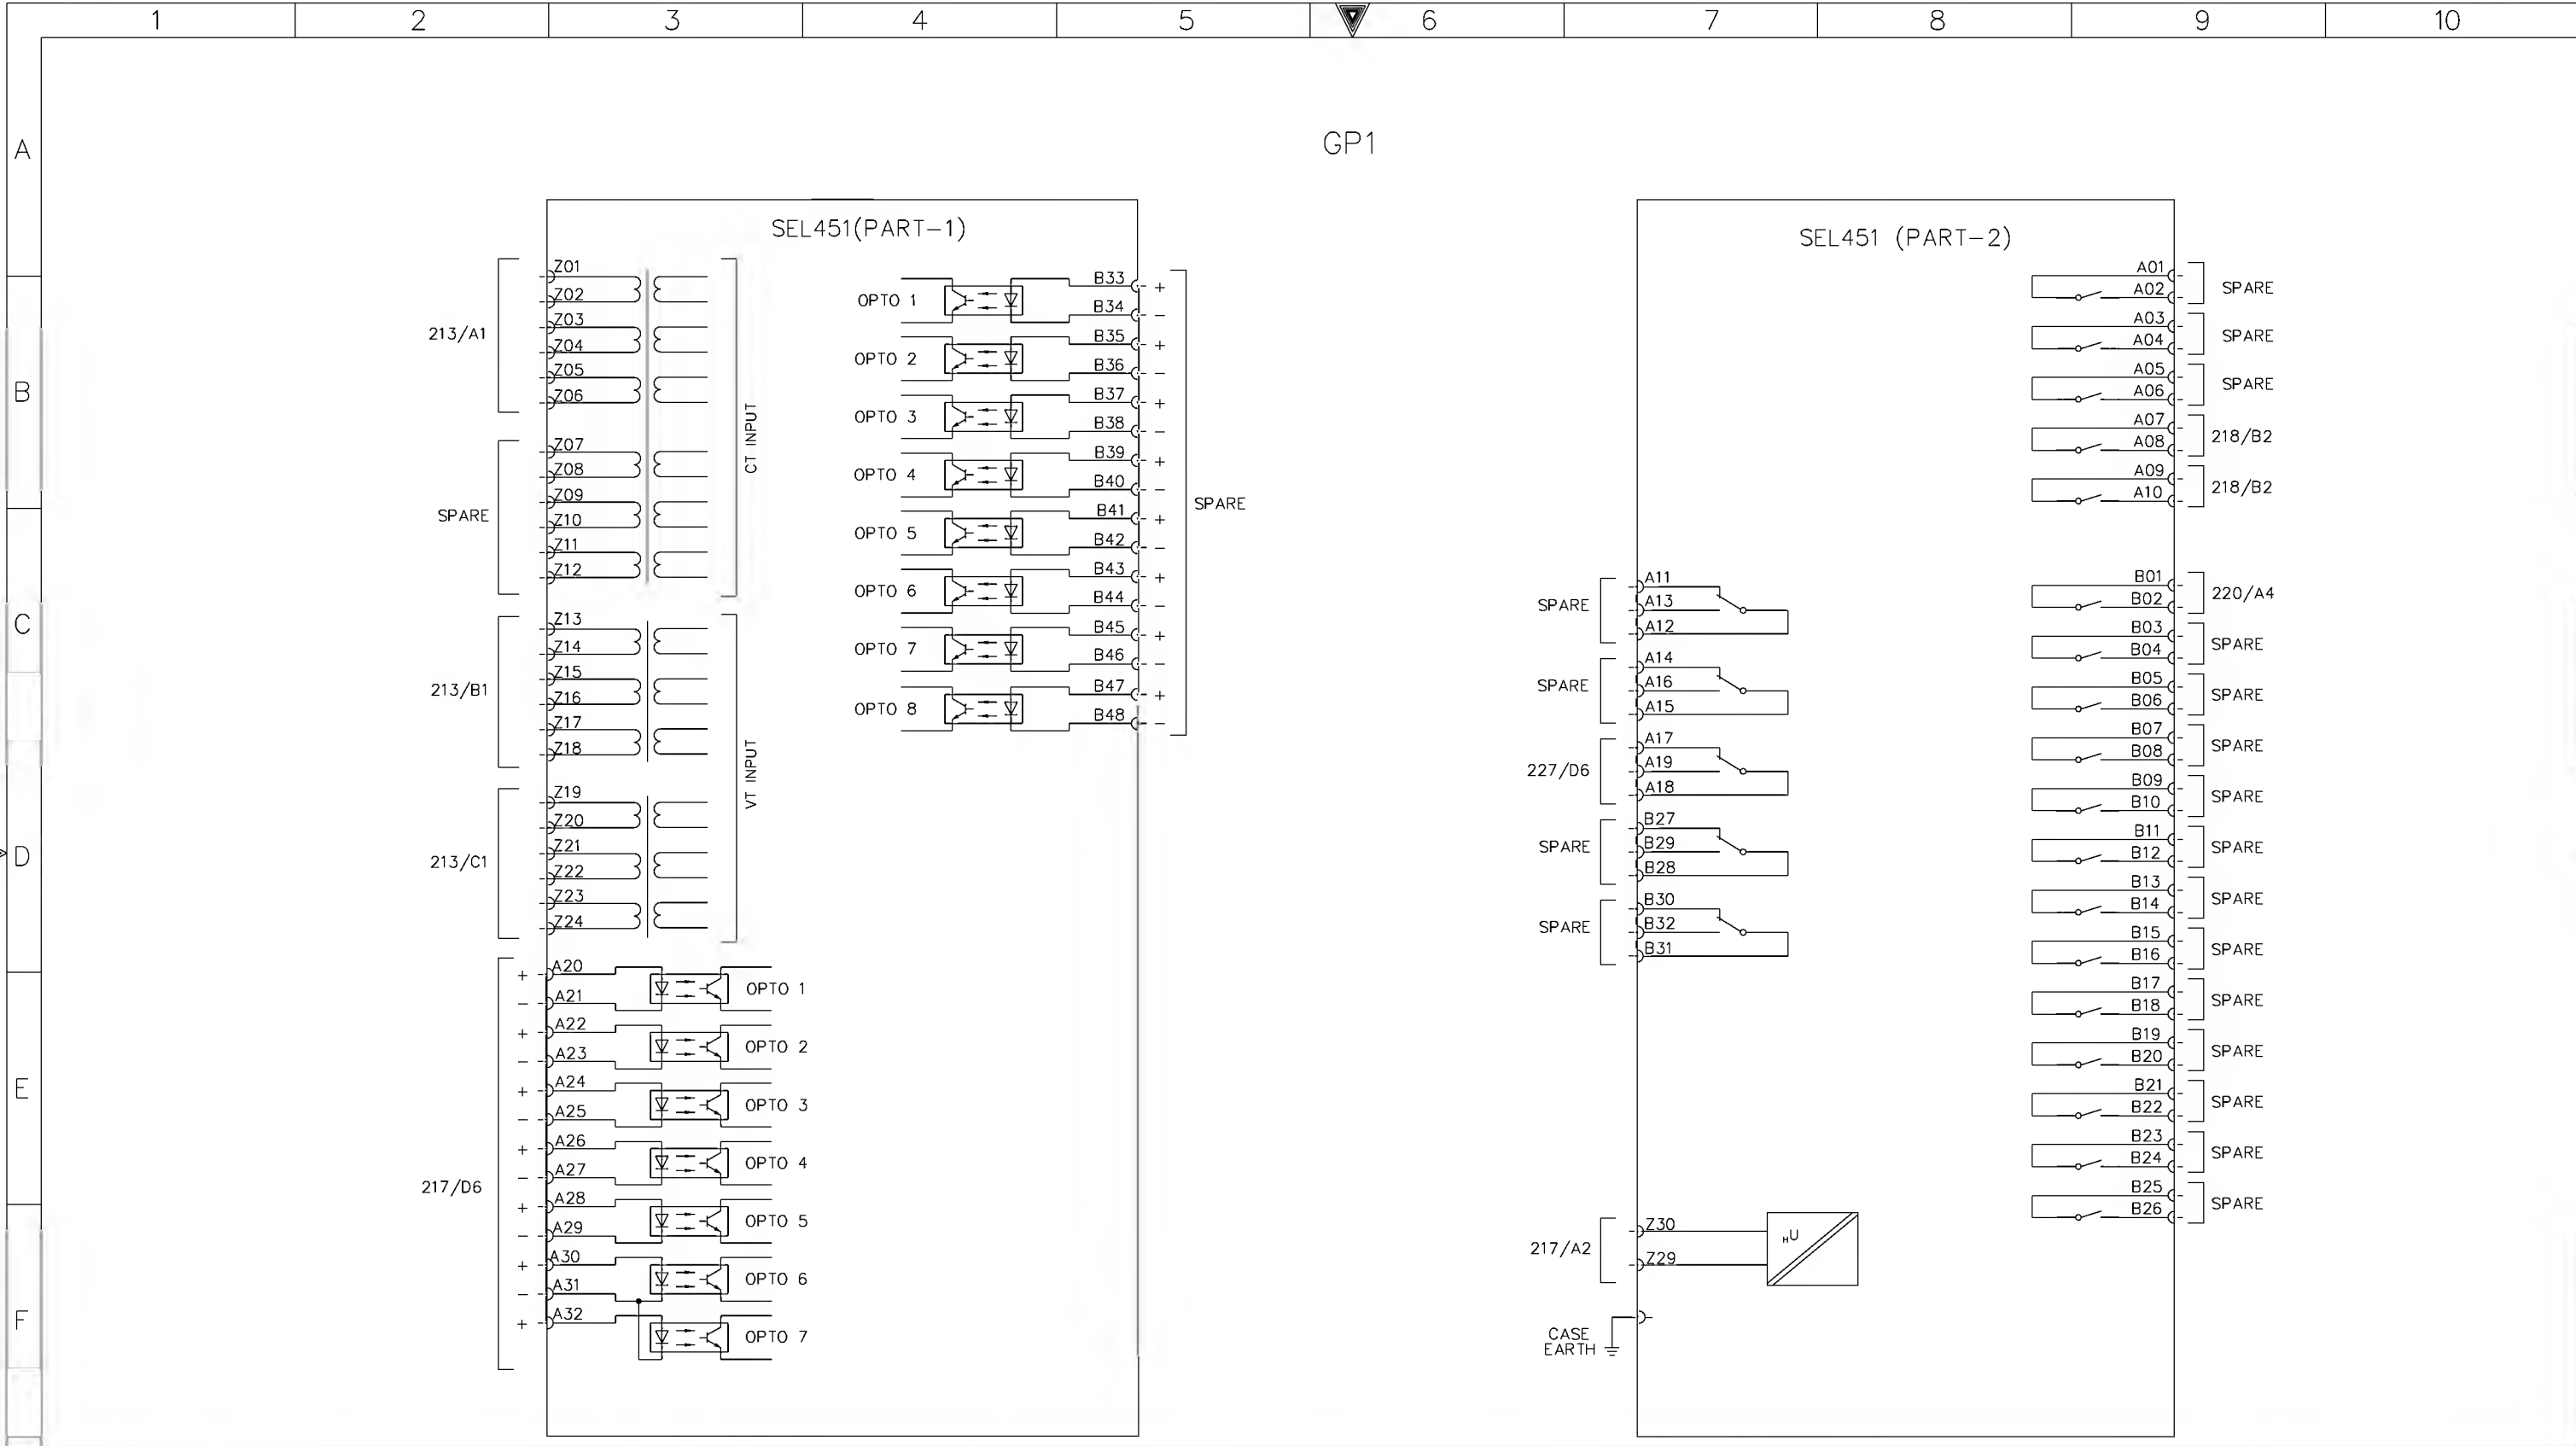 1 2 3 4 5 6 7 8 9 10
A
B
C
D
E
F
GP1
SEL451(PART-1)
213/A1
Z01
Z02
Z03
Z04
Z05
Z06
SPARE
Z07
Z08
Z09
Z10
Z11
Z12
CT INPUT
213/B1
Z13
Z14
Z15
Z16
Z17
Z18
213/C1
Z19
Z20
Z21
Z22
Z23
Z24
VT INPUT
217/D6
+ A20
- A21
OPTO 1
+ A22
- A23
OPTO 2
+ A24
- A25
OPTO 3
+ A26
- A27
OPTO 4
+ A28
- A29
OPTO 5
+ A30
- A31
OPTO 6
+ A32
OPTO 7
OPTO 1
B33 +
B34 -
OPTO 2
B35 +
B36 -
OPTO 3
B37 +
B38 -
OPTO 4
B39 +
B40 -
OPTO 5
B41 +
B42 -
OPTO 6
B43 +
B44 -
OPTO 7
B45 +
B46 -
OPTO 8
B47 +
B48 -
SPARE
SEL451 (PART-2)
SPARE
A11
A13
A12
SPARE
A14
A16
A15
227/D6
A17
A19
A18
SPARE
B27
B29
B28
SPARE
B30
B32
B31
217/A2
Z30
Z29
HU
CASE
EARTH
A01
A02
SPARE
A03
A04
SPARE
A05
A06
SPARE
A07
A08
218/B2
A09
A10
218/B2
B01
B02
220/A4
B03
B04
SPARE
B05
B06
SPARE
B07
B08
SPARE
B09
B10
SPARE
B11
B12
SPARE
B13
B14
SPARE
B15
B16
SPARE
B17
B18
SPARE
B19
B20
SPARE
B21
B22
SPARE
B23
B24
SPARE
B25
B26
SPARE